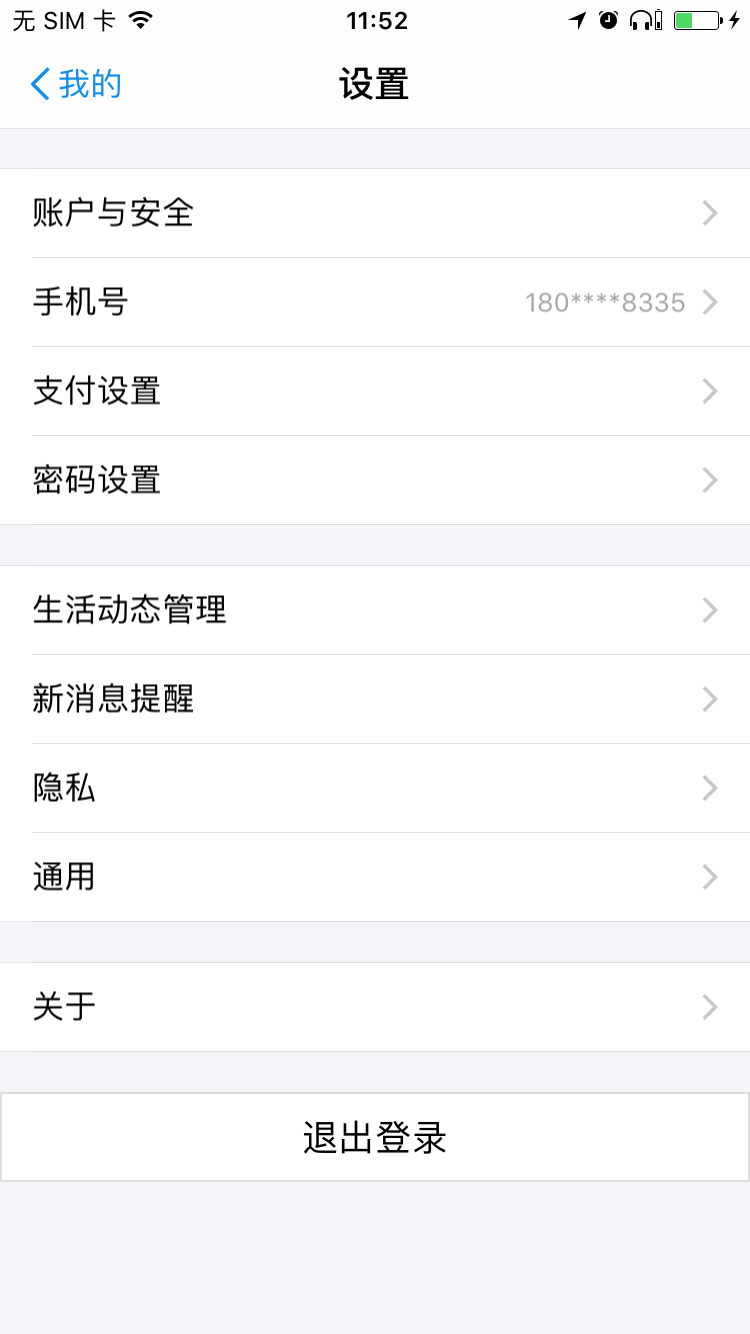 无 SIM 卡
11:52
我的
设置
账户与安全
手机号
180****8335
支付设置
密码设置
生活动态管理
新消息提醒
隐私
通用
关于
退出登录